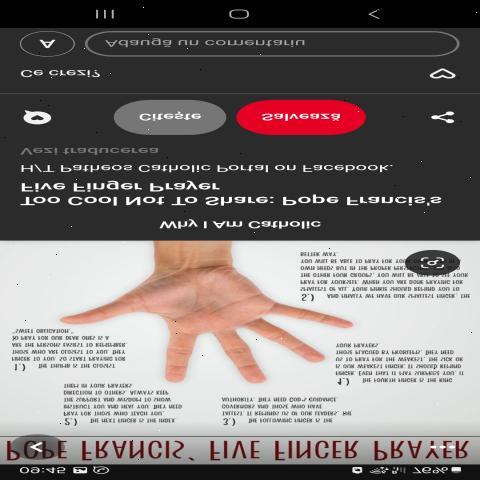 09:45 76%
POPE FRANCIS' FIVE FINGER PRAYER
1.) THE THUMB IS THE CLOSEST
FINGER TO YOU. SO START PRAYING FOR
THOSE WHO ARE CLOSEST TO YOU. THEY
ARE THE PERSONS EASIEST TO REMEMBER.
TO PRAY FOR OUR DEAR ONES IS A
"SWEET OBLIGATION."
2.) THE NEXT FINGER IS THE INDEX.
PRAY FOR THOSE WHO TEACH YOU,
INSTRUCT YOU AND HEAL YOU. THEY NEED
THE SUPPORT AND WISDOM TO SHOW
DIRECTION TO OTHERS. ALWAYS KEEP
THEM IN YOUR PRAYERS.
3.) THE FOLLOWING FINGER IS THE
TALLEST. IT REMINDS US OF OUR LEADERS, THE
GOVERNORS AND THOSE WHO HAVE
AUTHORITY. THEY NEED GOD'S GUIDANCE.
4.) THE FOURTH FINGER IS THE RING
FINGER. EVEN THAT IT MAY SURPRISE YOU, IT
IS OUR WEAKEST FINGER. IT SHOULD REMIND
US TO PRAY FOR THE WEAKEST, THE SICK OR
THOSE PLAGUED BY PROBLEMS. THEY NEED
YOUR PRAYERS.
5.) AND FINALLY WE HAVE OUR SMALLEST FINGER, THE
SMALLEST OF ALL. YOUR PINKIE SHOULD REMIND YOU TO
PRAY FOR YOURSELF. WHEN YOU ARE DONE PRAYING FOR
THE OTHER FOUR GROUPS, YOU WILL BE ABLE TO SEE YOUR
OWN NEEDS BUT IN THE PROPER
YOU WILL BE ABLE TO PRAY FOR YOUR
BETTER WAY.
Why I Am Catholic
Too Cool Not To Share: Pope Francis's
Five Finger Prayer
H/T Patheos Catholic Portal on Facebook.
Vezi traducerea
Citește Salvează
Ce crezi?
A Adaugă un comentariu